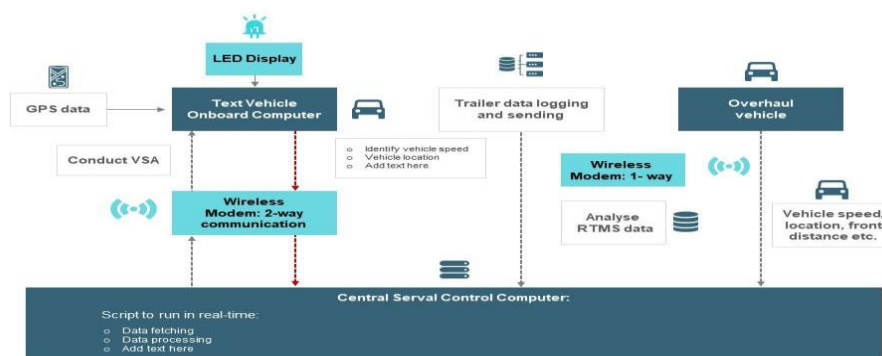 LED Display
GPS data
Text Vehicle
Onboard Computer
Trailer data logging
and sending
Overhaul
vehicle
Conduct VSA
Identify vehicle speed
Vehicle location
Add text here
Wireless
Modem: 2-way
communication
Wireless
Modem: 1- way
Analyse
RTMS data
Vehicle speed,
location, front
distance etc.
Central Serval Control Computer:
Script to run in real-time:
Data fetching
Data processing
Add text here